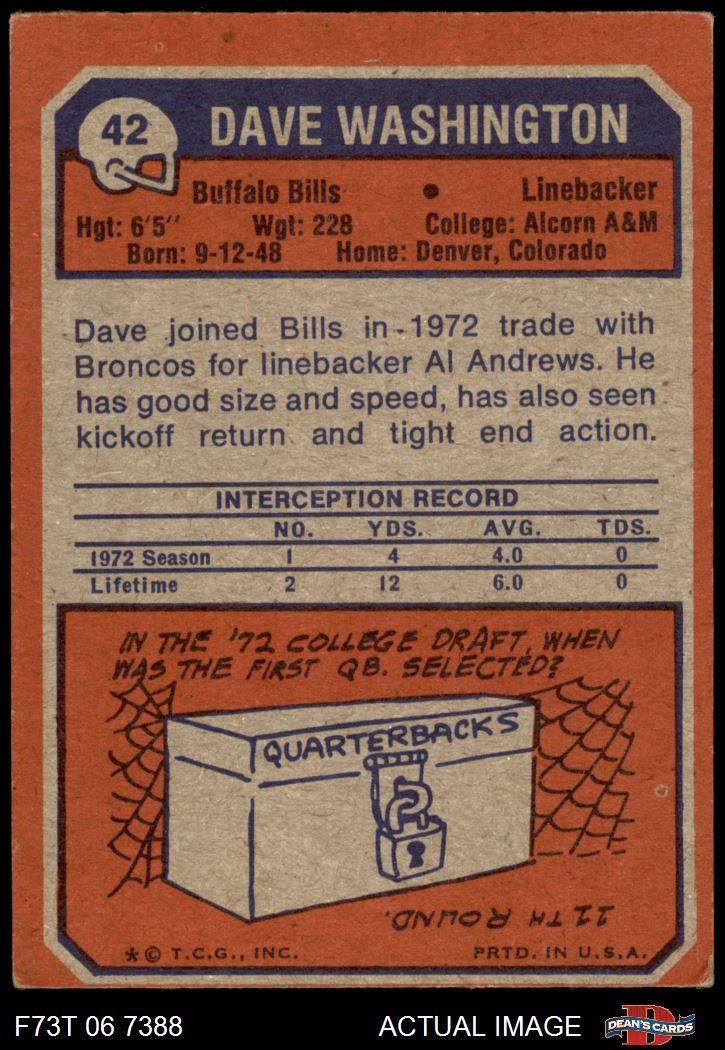 42
DAVE WASHINGTON
Buffalo Bills • Linebacker
Hgt: 6'5" Wgt: 228 College: Alcorn A&M
Born: 9-12-48 Home: Denver, Colorado
Dave joined Bills in 1972 trade with
Broncos for linebacker Al Andrews. He
has good size and speed, has also seen
kickoff return and tight end action.
INTERCEPTION RECORD
NO. YDS. AVG. TDS.
1972 Season 1 4 4.0 0
Lifetime 2 12 6.0 0
IN THE '72 COLLEGE DRAFT, WHEN
WAS THE FIRST QB. SELECTED?
QUARTERBACKS
11TH ROUND.
* © T.C.G., INC. PRTD. IN U.S.A.
F73T 06 7388 ACTUAL IMAGE DEAN'S CARDS